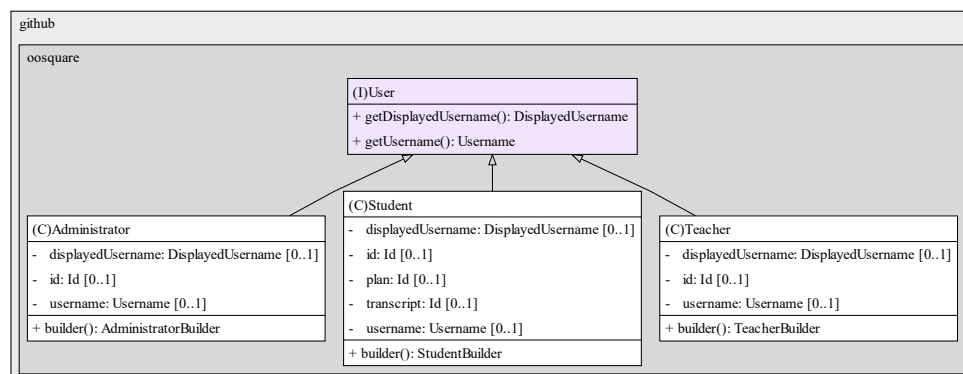 github
oosquare
(I)User
+ getDisplayedUsername(): DisplayedUsername
+ getUsername(): Username
(C)Administrator
- displayedUsername: DisplayedUsername [0..1]
- id: Id [0..1]
- username: Username [0..1]
+ builder(): AdministratorBuilder
(C)Student
- displayedUsername: DisplayedUsername [0..1]
- id: Id [0..1]
- plan: Id [0..1]
- transcript: Id [0..1]
- username: Username [0..1]
+ builder(): StudentBuilder
(C)Teacher
- displayedUsername: DisplayedUsername [0..1]
- id: Id [0..1]
- username: Username [0..1]
+ builder(): TeacherBuilder